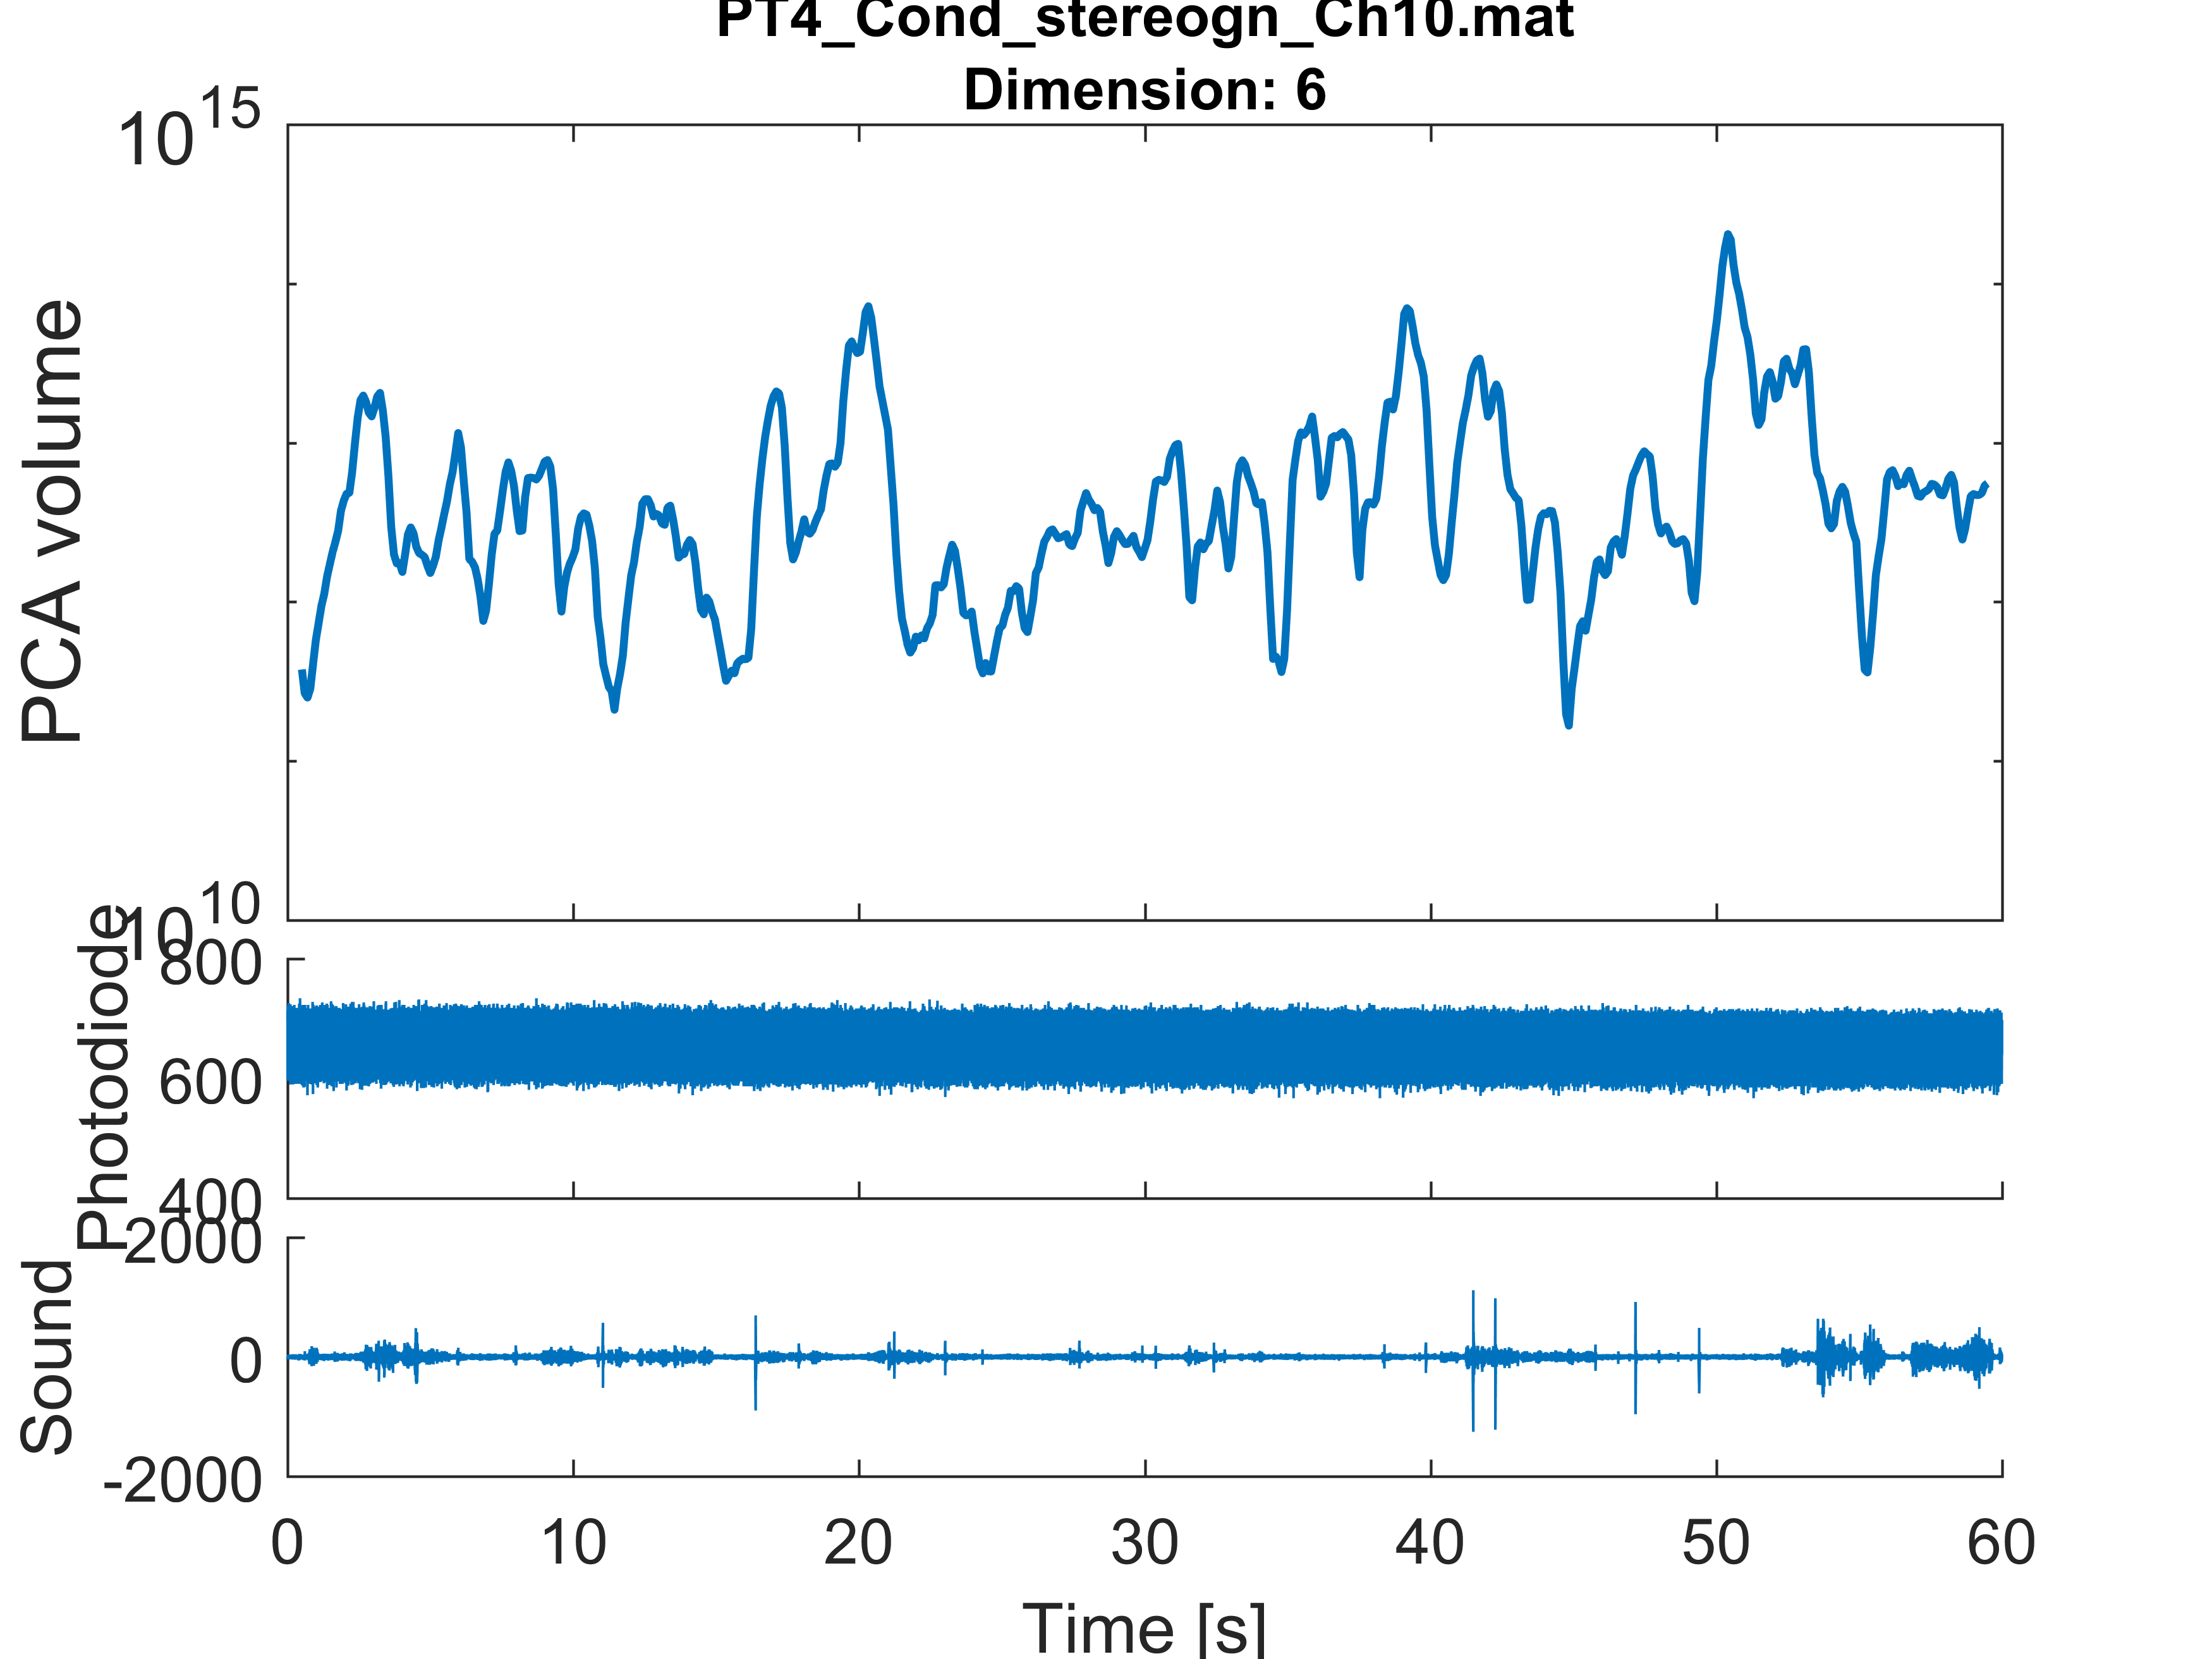 PT4_Cond_stereogn_Ch10.mat
Dimension: 6
10^15
PCA volume
10^10
Photodiode
800
600
400
Sound
2000
0
-2000
0 10 20 30 40 50 60
Time [s]